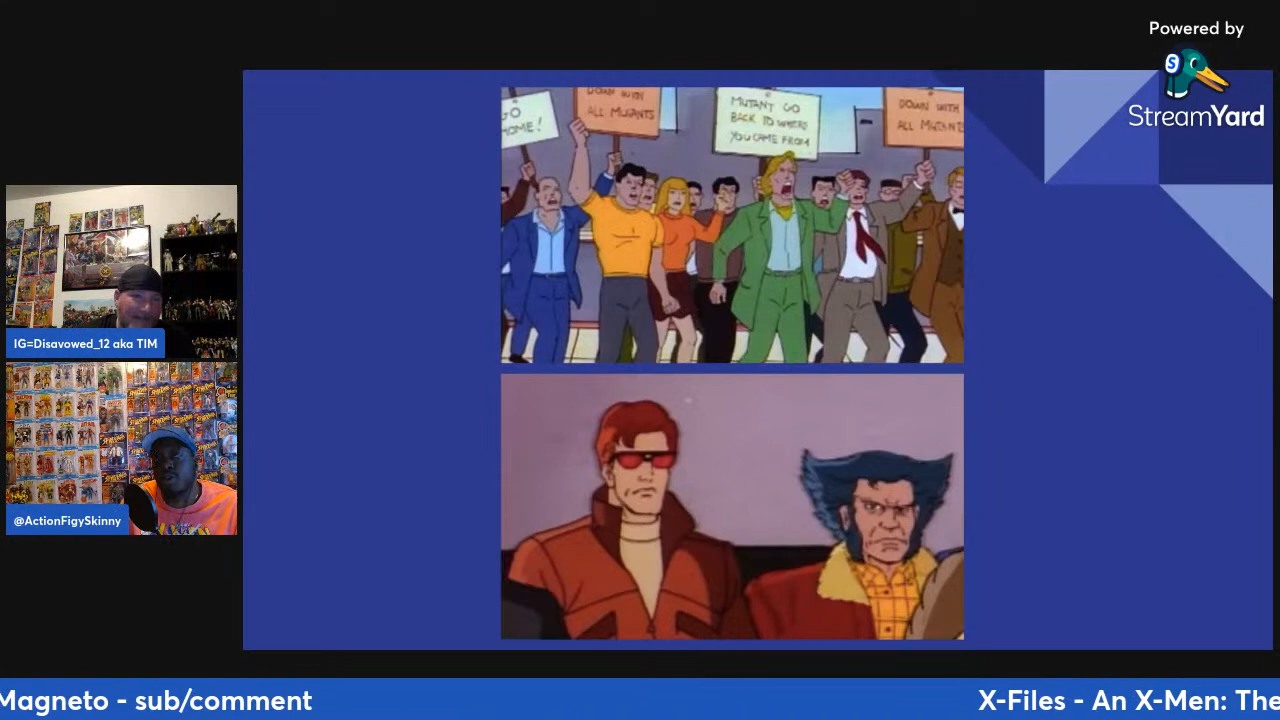 Powered by
S
StreamYard
GO
HOME!
DOWN WITH
ALL MUTANTS
MUTANT GO
BACK TO WHERE
YOU CAME FROM
DOWN WITH
ALL MUTANTS
IG=Disavowed_12 aka TIM
@ActionFigySkinny
Magneto - sub/comment
X-Files - An X-Men: The